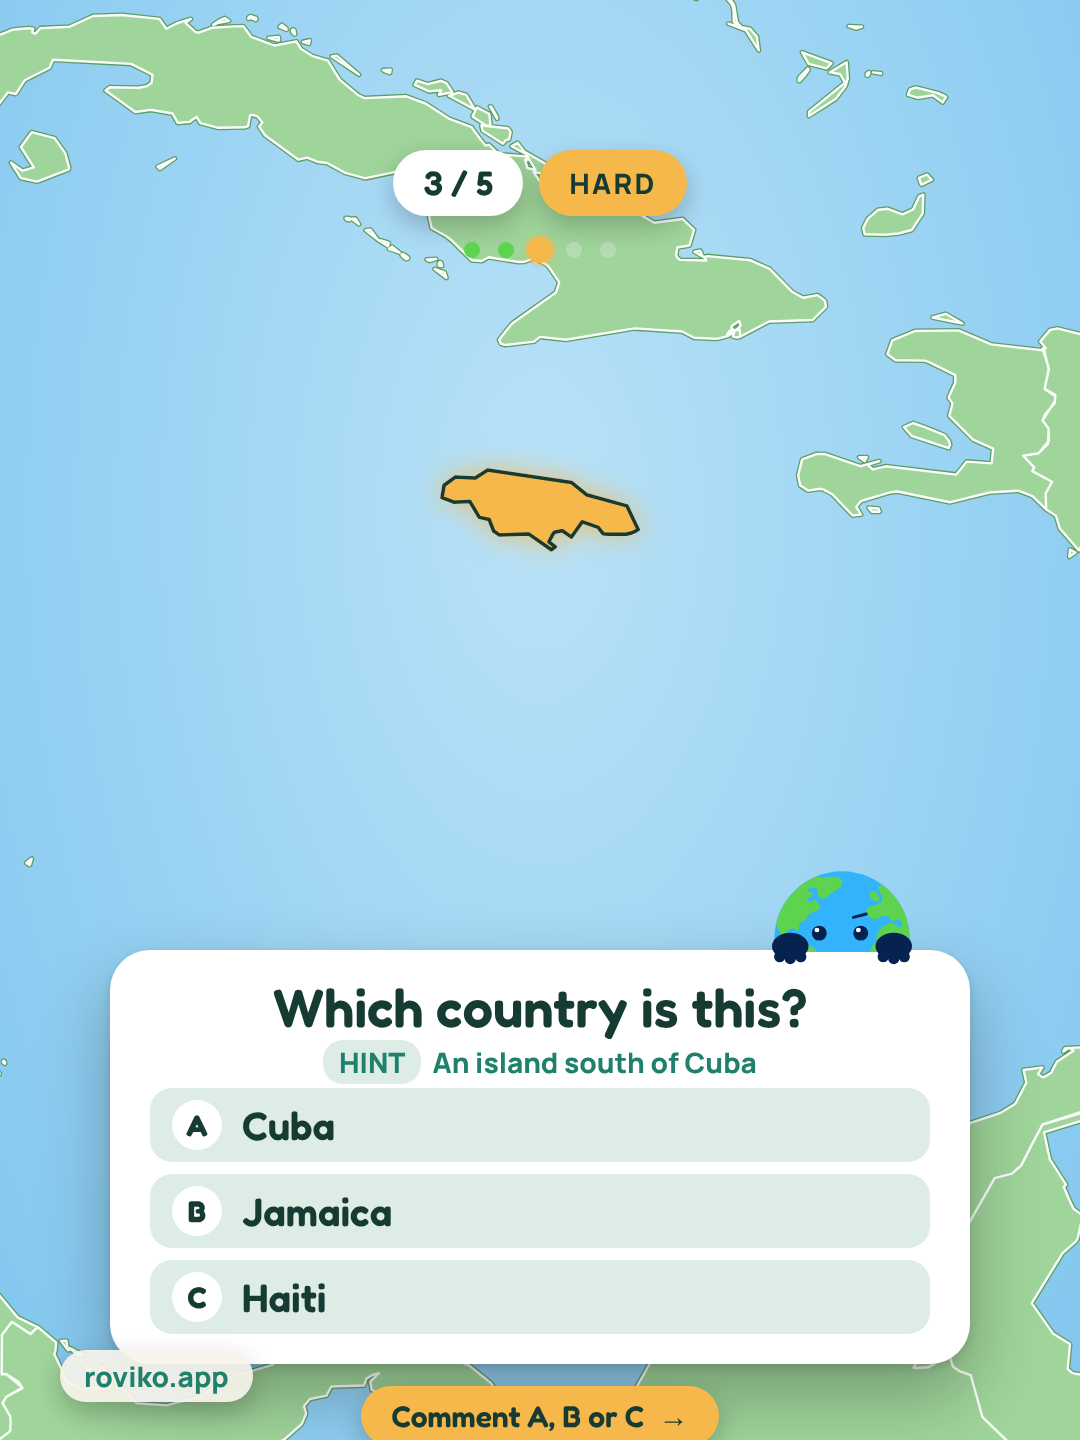 3 / 5
HARD
Which country is this?
HINT An island south of Cuba
A Cuba
B Jamaica
C Haiti
roviko.app
Comment A, B or C →